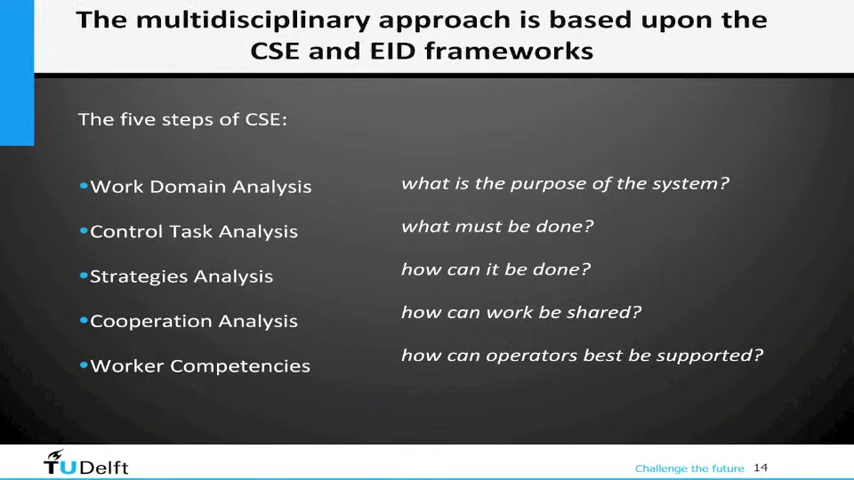 The multidisciplinary approach is based upon the
CSE and EID frameworks
The five steps of CSE:
•Work Domain Analysis what is the purpose of the system?
•Control Task Analysis what must be done?
•Strategies Analysis how can it be done?
•Cooperation Analysis how can work be shared?
•Worker Competencies how can operators best be supported?
TUDelft
Challenge the future 14